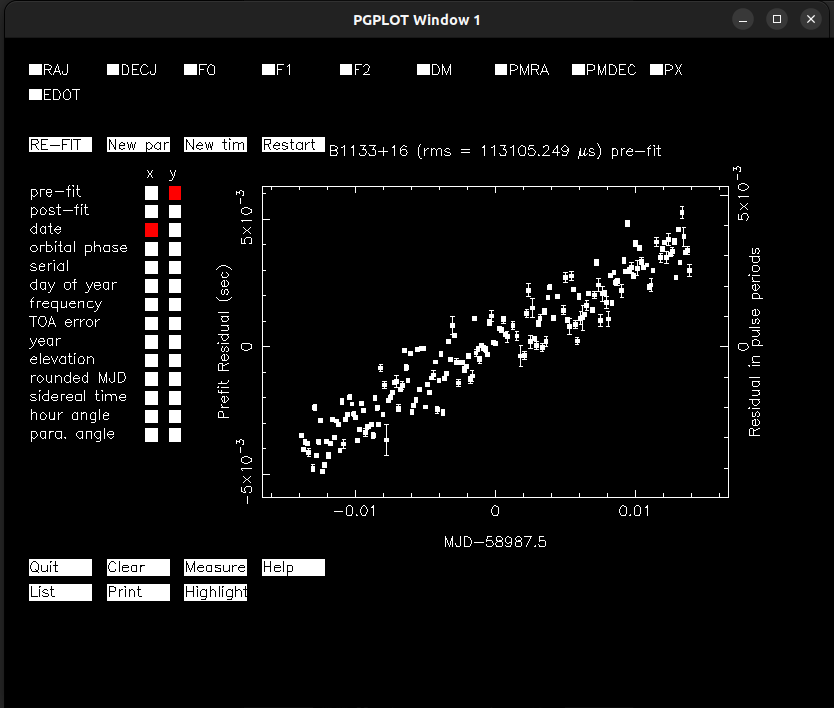 PGPLOT Window 1
RAJ DECJ F0 F1 F2 DM PMRA PMDEC PX
EDOT
RE-FIT New par New tim Restart
B1133+16 (rms = 113105.249 μs) pre-fit
x y
pre-fit
post-fit
date
orbital phase
serial
day of year
frequency
TOA error
year
elevation
rounded MJD
sidereal time
hour angle
para. angle
Prefit Residual (sec)
5×10⁻³
0
-5×10⁻³
5×10⁻³
0
Residual in pulse periods
-0.01 0 0.01
MJD-58987.5
Quit Clear Measure Help
List Print Highlight